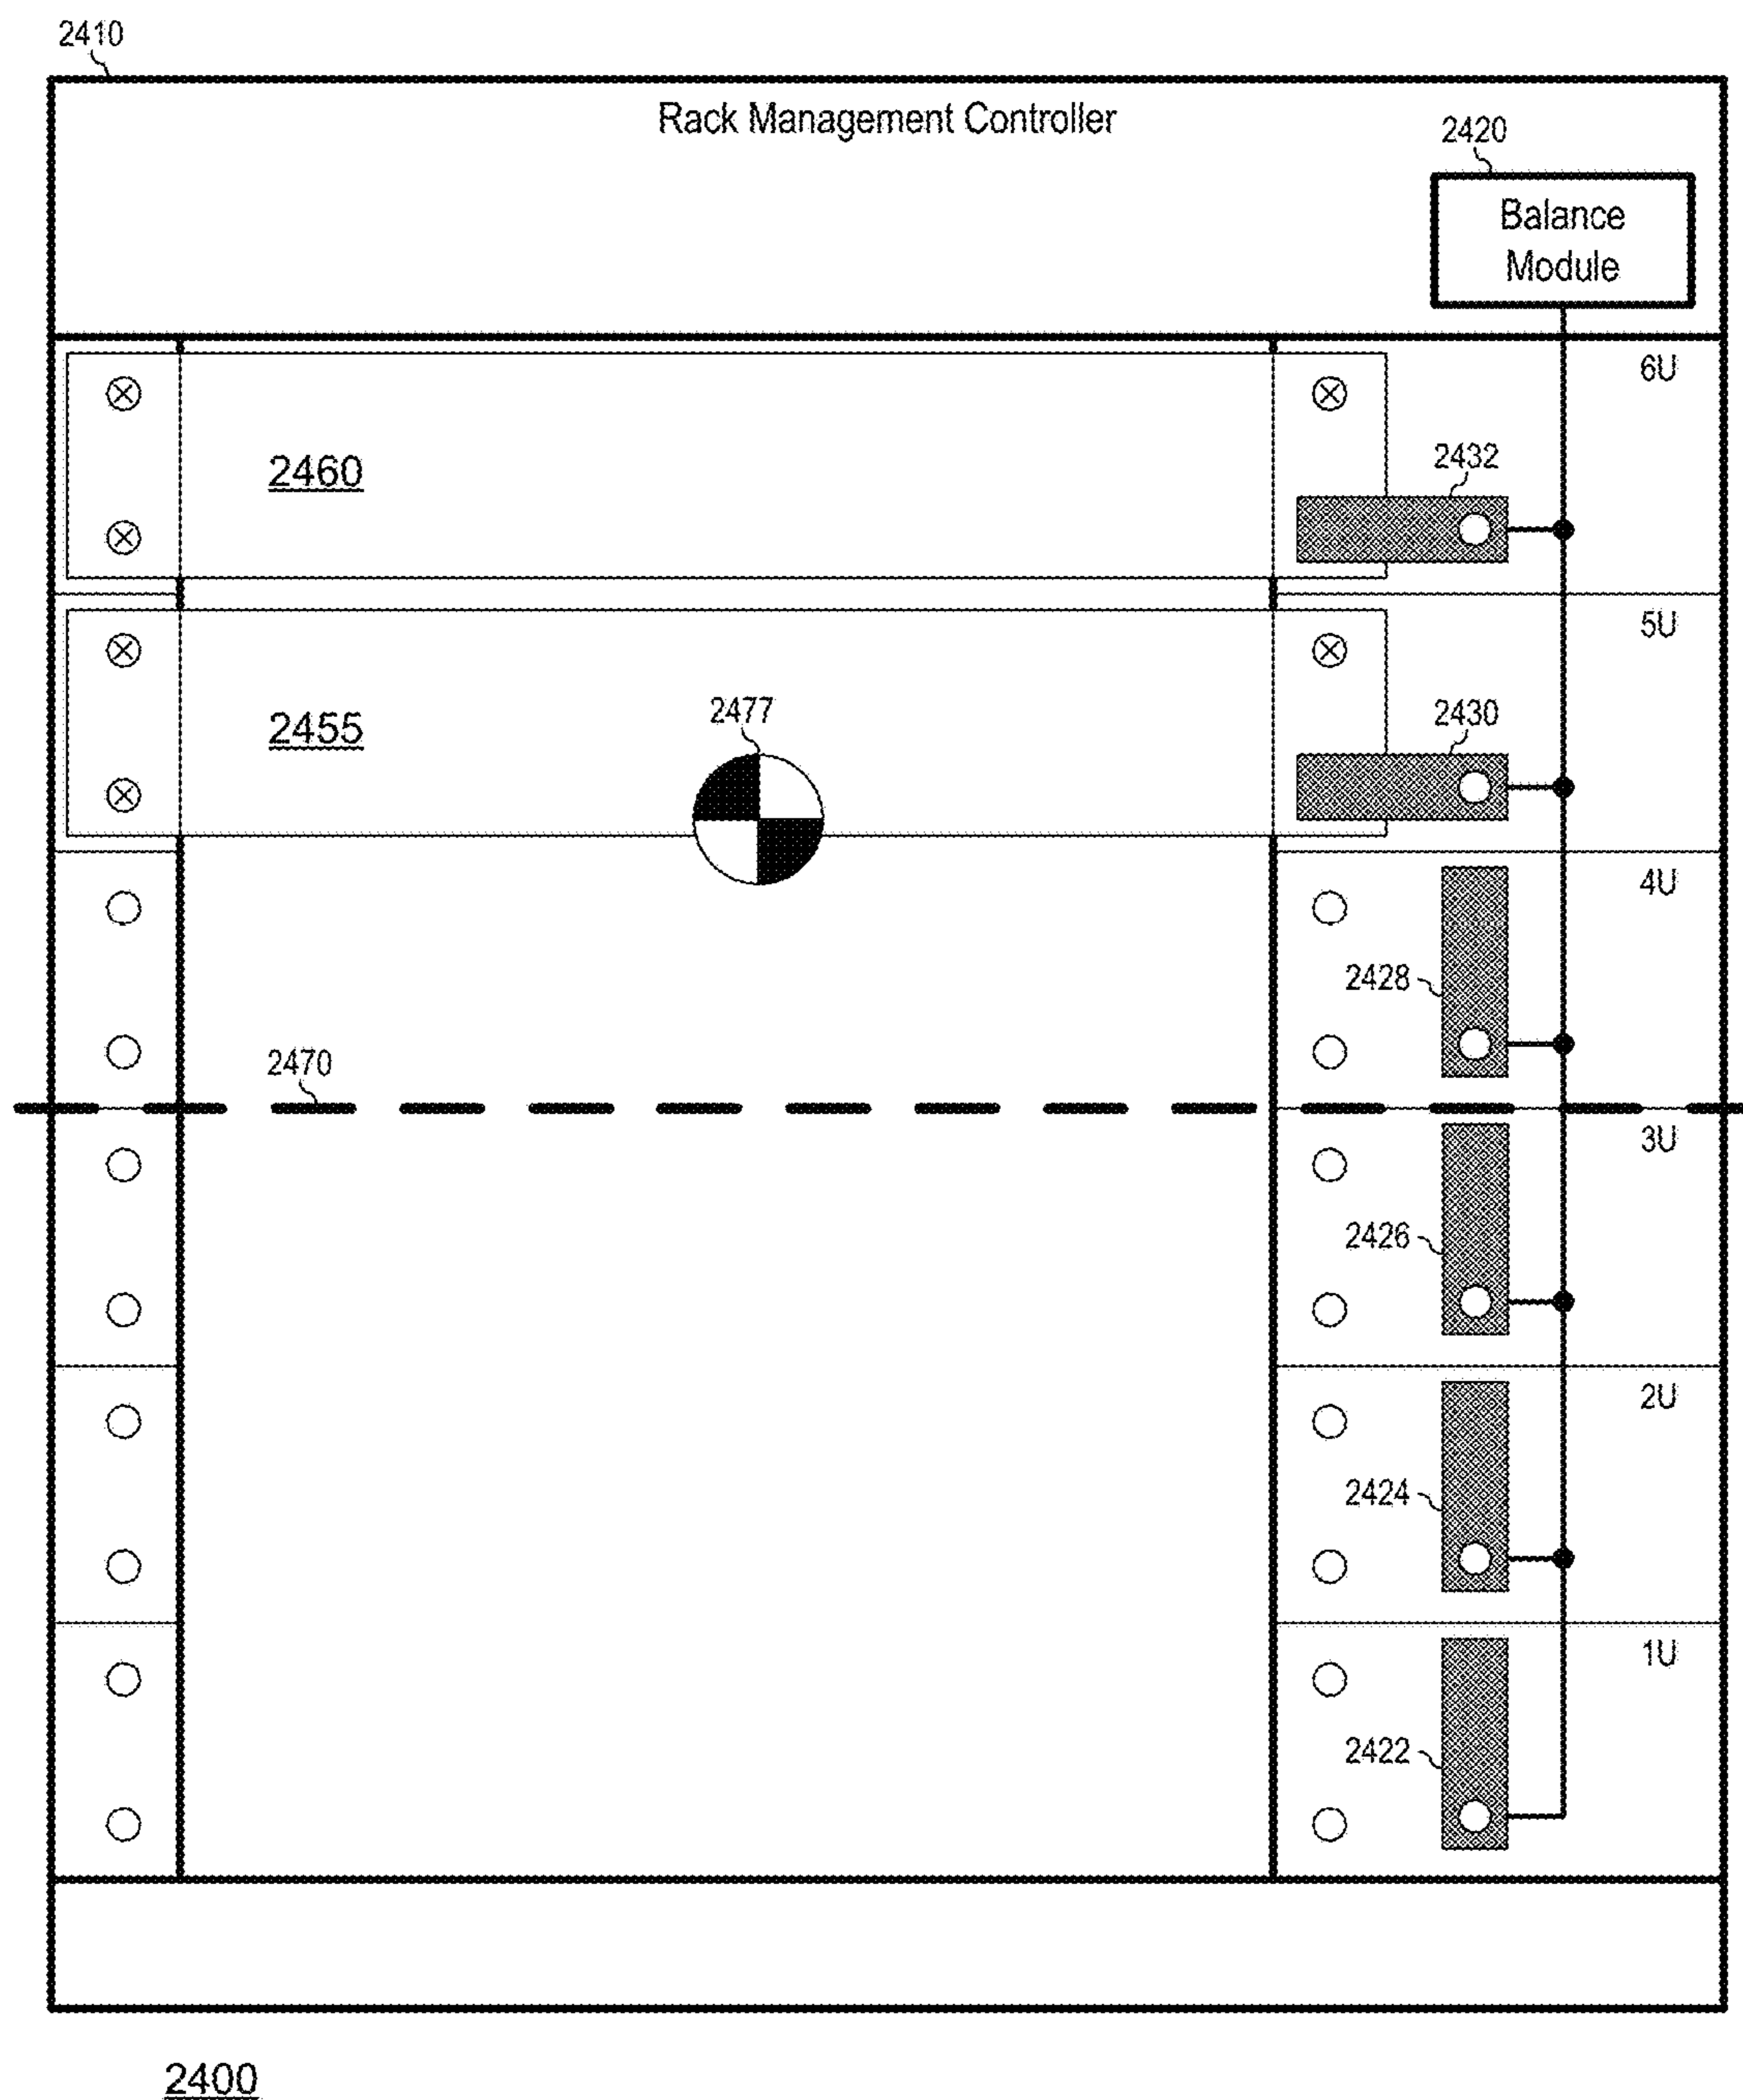 2410
Rack Management Controller
2420
Balance
Module
6U
2432
2460
5U
2477
2430
2455
4U
2428
2470
3U
2426
2U
2424
1U
2422
2400